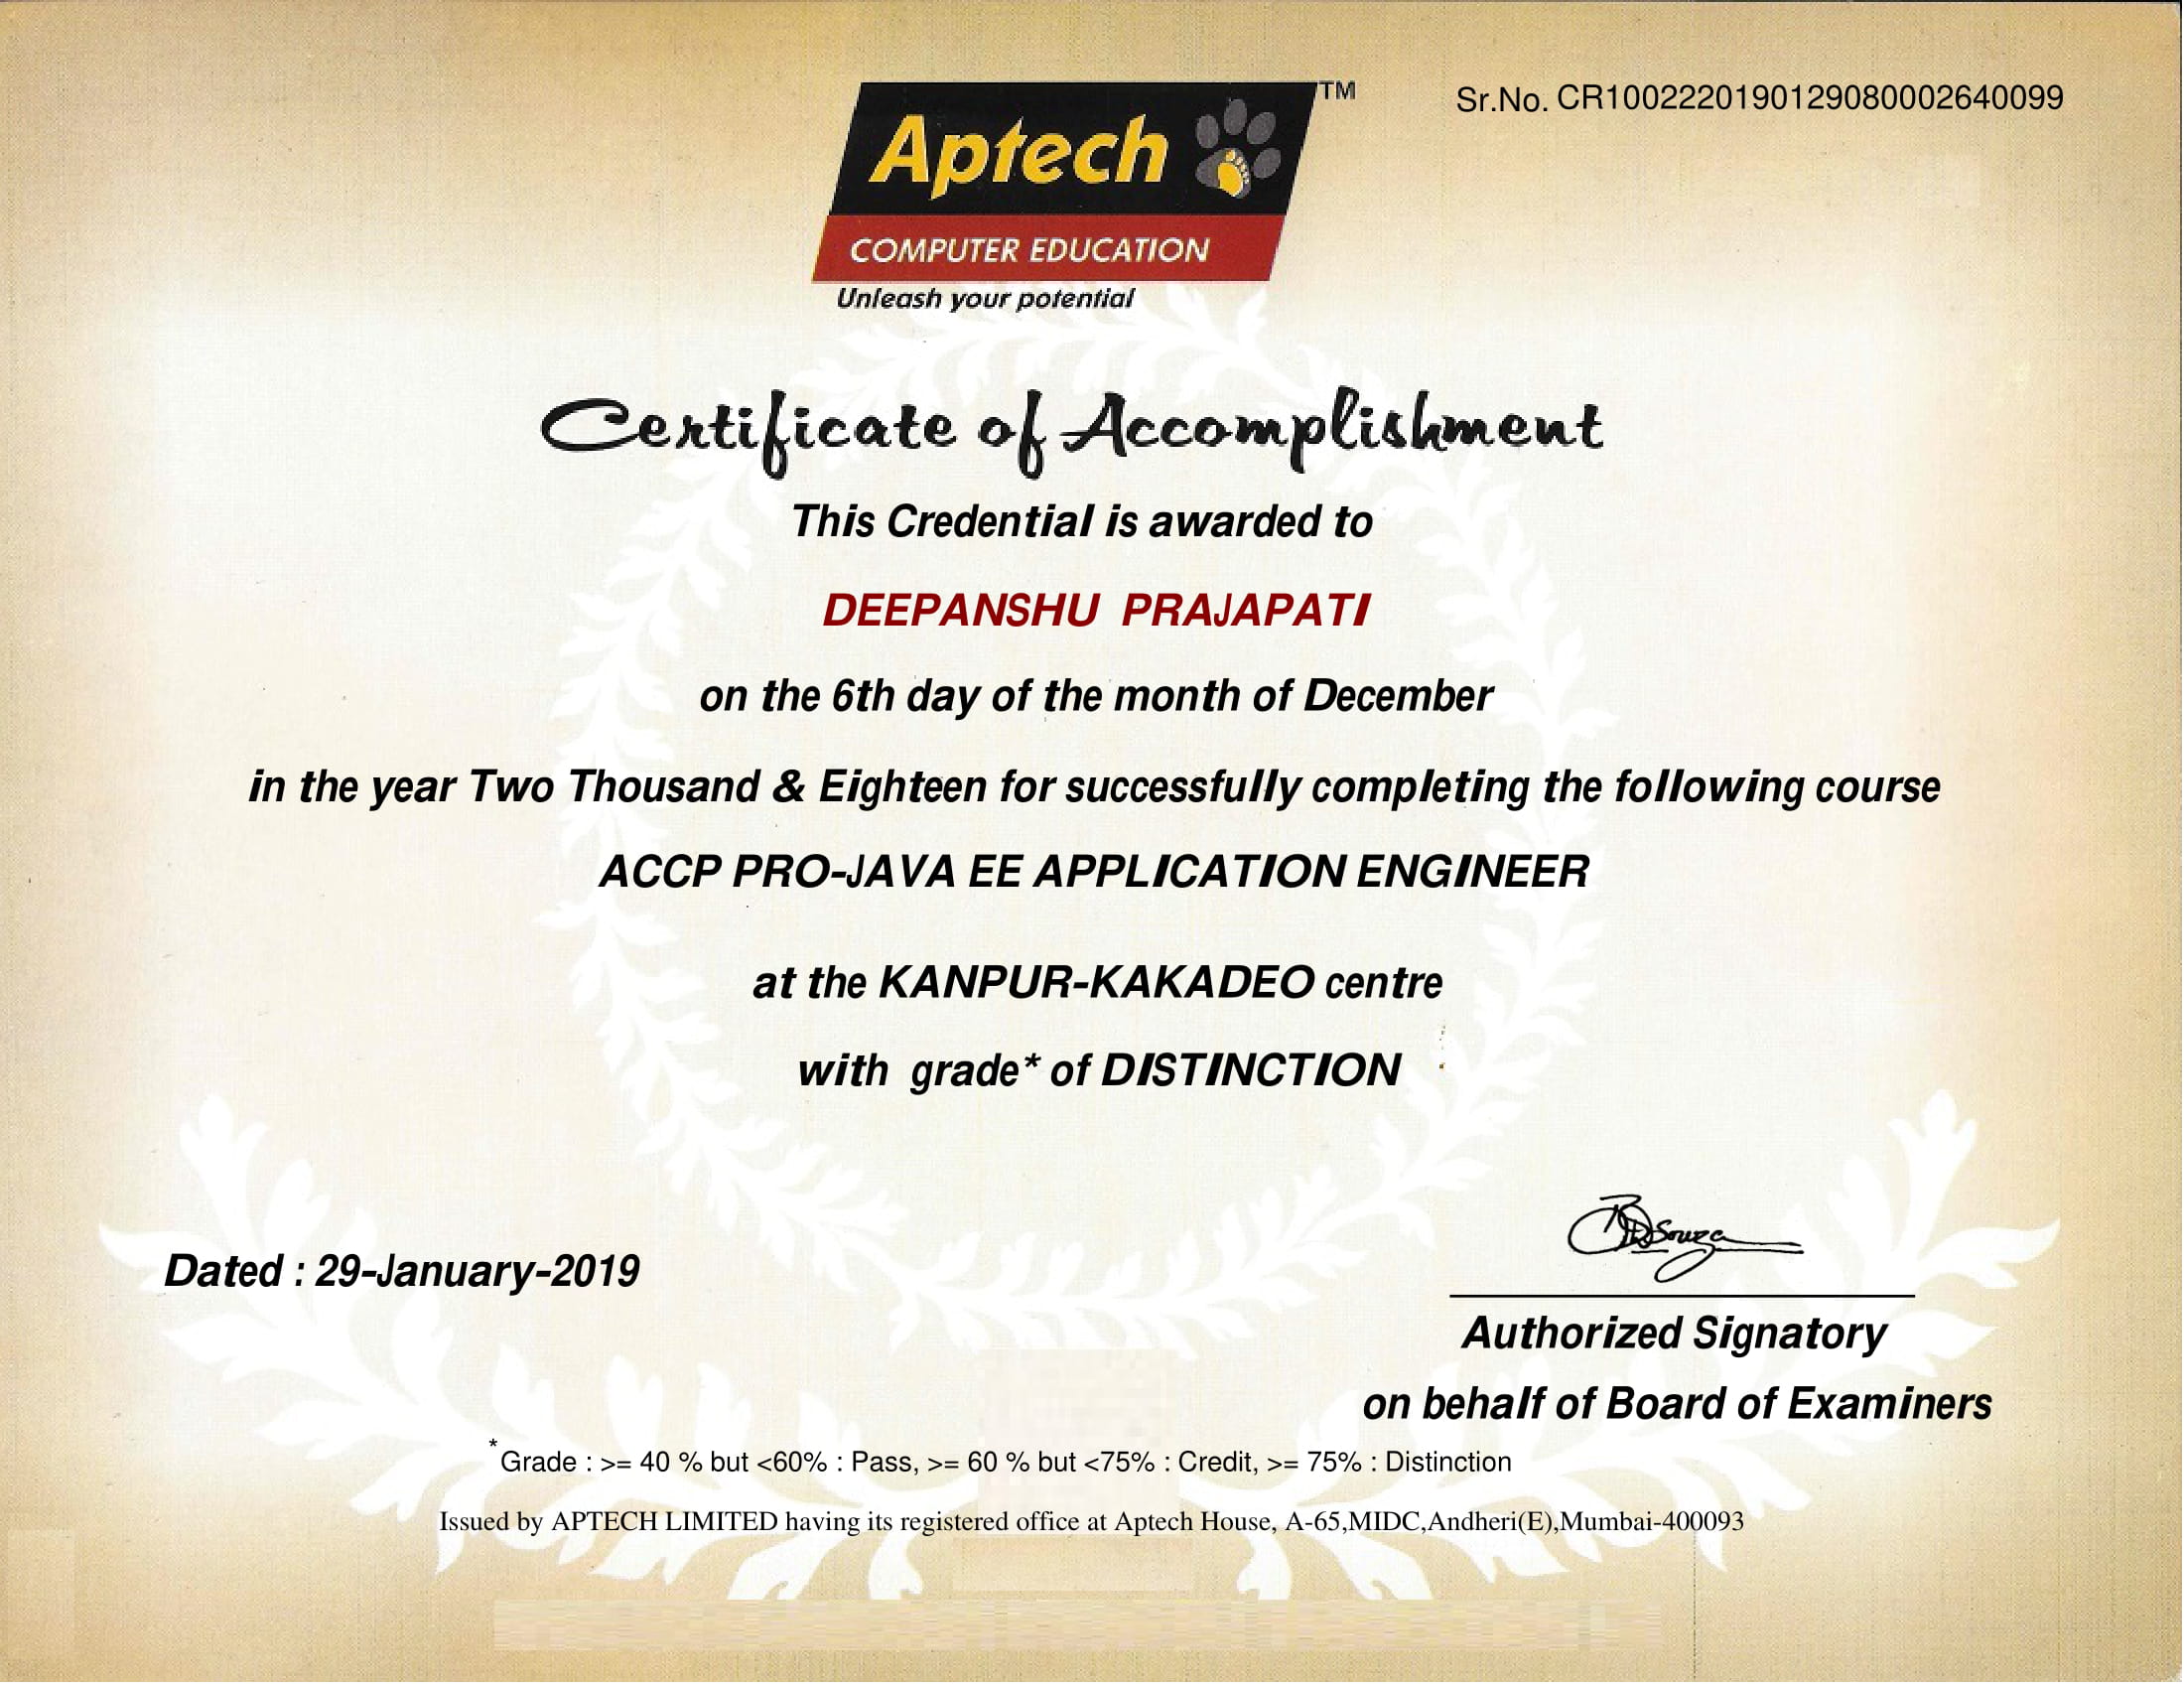 Aptech TM
Sr.No. CR1002220190129080002640099
COMPUTER EDUCATION
Unleash your potential
Certificate of Accomplishment
This Credential is awarded to
DEEPANSHU PRAJAPATI
on the 6th day of the month of December
in the year Two Thousand & Eighteen for successfully completing the following course
ACCP PRO-JAVA EE APPLICATION ENGINEER
at the KANPUR-KAKADEO centre
with grade* of DISTINCTION
DSouza
Dated : 29-January-2019
Authorized Signatory
on behalf of Board of Examiners
*Grade : >= 40 % but <60% : Pass, >= 60 % but <75% : Credit, >= 75% : Distinction
Issued by APTECH LIMITED having its registered office at Aptech House, A-65,MIDC,Andheri(E),Mumbai-400093